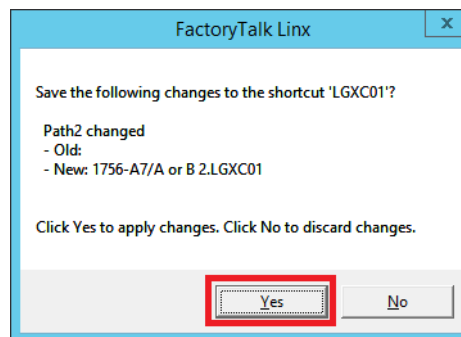 FactoryTalk Linx
x
Save the following changes to the shortcut 'LGXC01'?
Path2 changed
- Old:
- New: 1756-A7/A or B 2.LGXC01
Click Yes to apply changes. Click No to discard changes.
Yes No